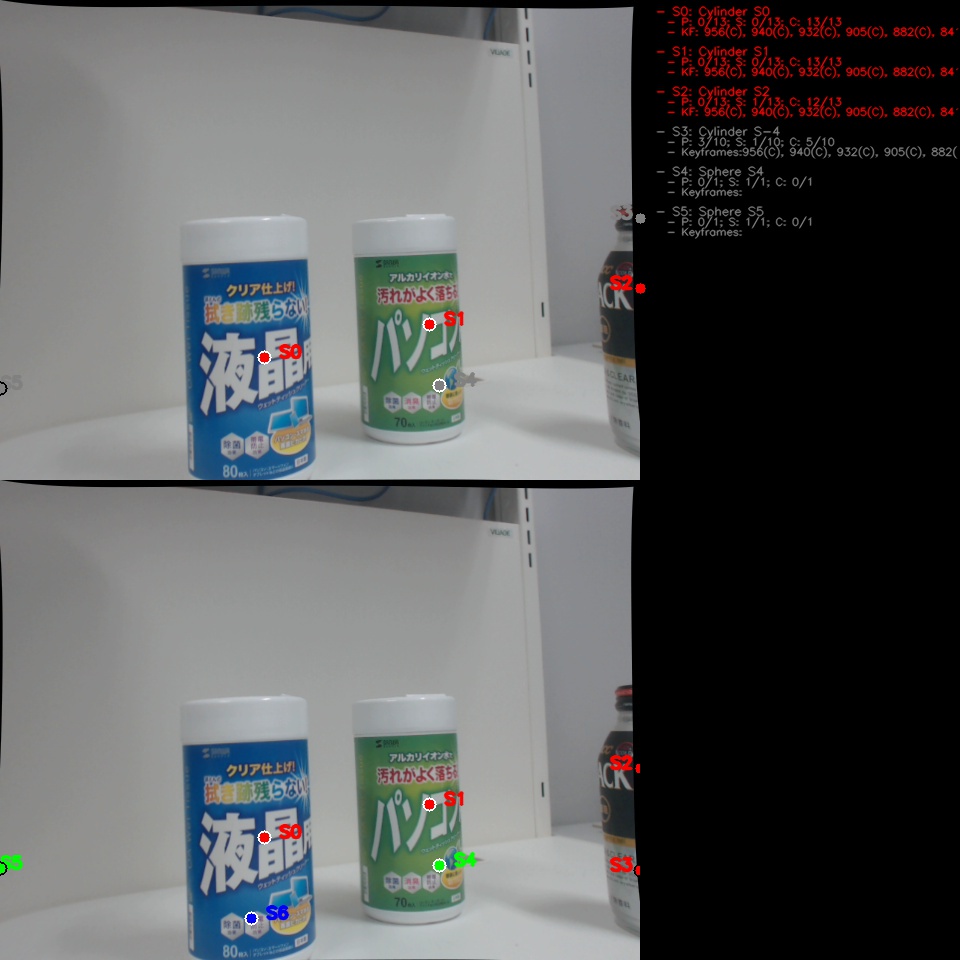 - S0: Cylinder S0
- P: 0/13; S: 0/13; C: 13/13
- KF: 956(C), 940(C), 932(C), 905(C), 882(C), 84
- S1: Cylinder S1
- P: 0/13; S: 0/13; C: 13/13
- KF: 956(C), 940(C), 932(C), 905(C), 882(C), 84
- S2: Cylinder S2
- P: 0/13; S: 1/13; C: 12/13
- KF: 956(C), 940(C), 932(C), 905(C), 882(C), 84
- S3: Cylinder S-4
- P: 3/10; S: 1/10; C: 5/10
- Keyframes:956(C), 940(C), 932(C), 905(C), 882(
- S4: Sphere S4
- P: 0/1; S: 1/1; C: 0/1
- Keyframes:
- S5: Sphere S5
- P: 0/1; S: 1/1; C: 0/1
- Keyframes:
クリア仕上げ!
拭き跡残らない!
液晶用
S0
除菌
80枚入
アルカリイオン水で
汚れがよく落ちる
パソコン
S1
70枚入
S2
ACK
CLEAR
S5
クリア仕上げ!
拭き跡残らない!
液晶用
S0
S6
除菌
80枚入
アルカリイオン水で
汚れがよく落ちる
パソコン
S1
S4
70枚入
S2
ACK
S3
S5